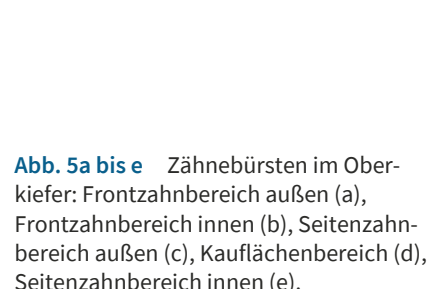 Abb. 5a bis e Zähnebürsten im Ober-
kiefer: Frontzahnbereich außen (a),
Frontzahnbereich innen (b), Seitenzahn-
bereich außen (c), Kauflächenbereich (d),
Seitenzahnbereich innen (e).